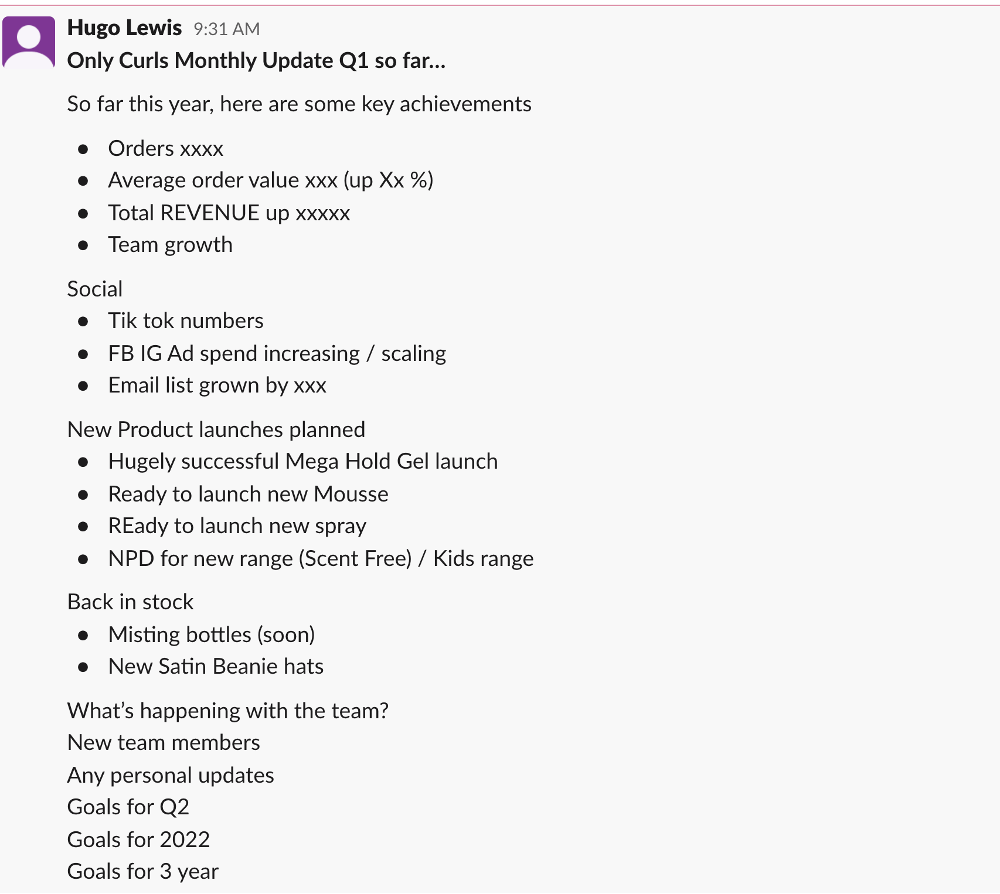 Hugo Lewis 9:31 AM
Only Curls Monthly Update Q1 so far...
So far this year, here are some key achievements
● Orders xxxx
● Average order value xxx (up Xx %)
● Total REVENUE up xxxxx
● Team growth
Social
● Tik tok numbers
● FB IG Ad spend increasing / scaling
● Email list grown by xxx
New Product launches planned
● Hugely successful Mega Hold Gel launch
● Ready to launch new Mousse
● REady to launch new spray
● NPD for new range (Scent Free) / Kids range
Back in stock
● Misting bottles (soon)
● New Satin Beanie hats
What’s happening with the team?
New team members
Any personal updates
Goals for Q2
Goals for 2022
Goals for 3 year